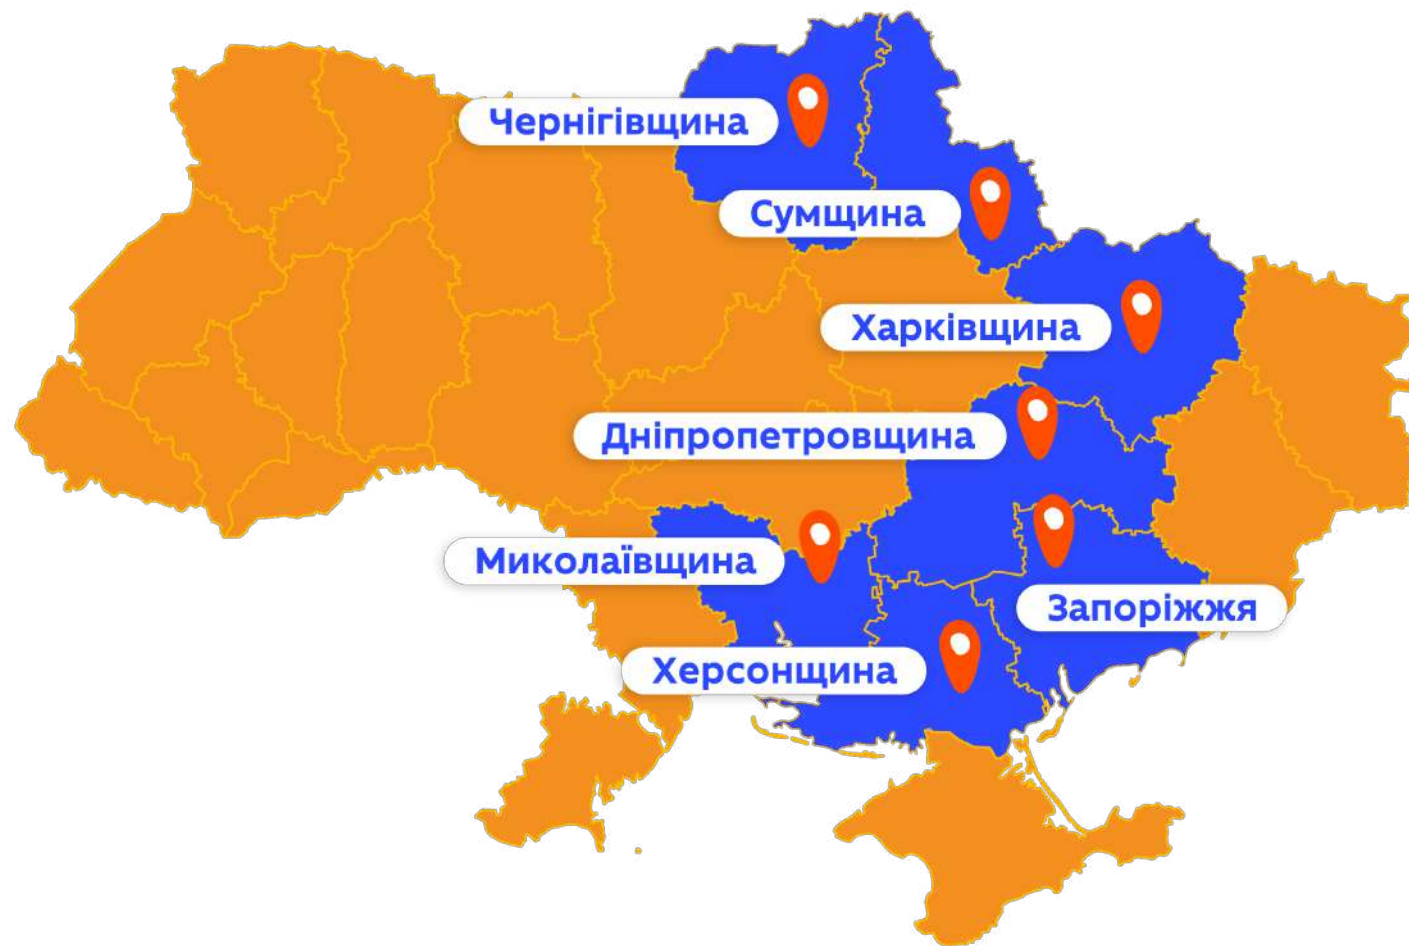 Чернігівщина
Сумщина
Харківщина
Дніпропетровщина
Миколаївщина
Запоріжжя
Херсонщина